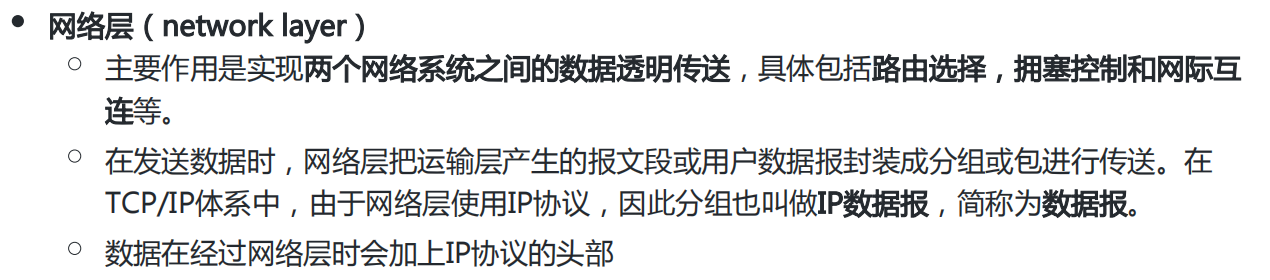 网络层（network layer）
主要作用是实现两个网络系统之间的数据透明传送，具体包括路由选择，拥塞控制和网际互
连等。
在发送数据时，网络层把运输层产生的报文段或用户数据报封装成分组或包进行传送。在
TCP/IP体系中，由于网络层使用IP协议，因此分组也叫做IP数据报，简称为数据报。
数据在经过网络层时会加上IP协议的头部